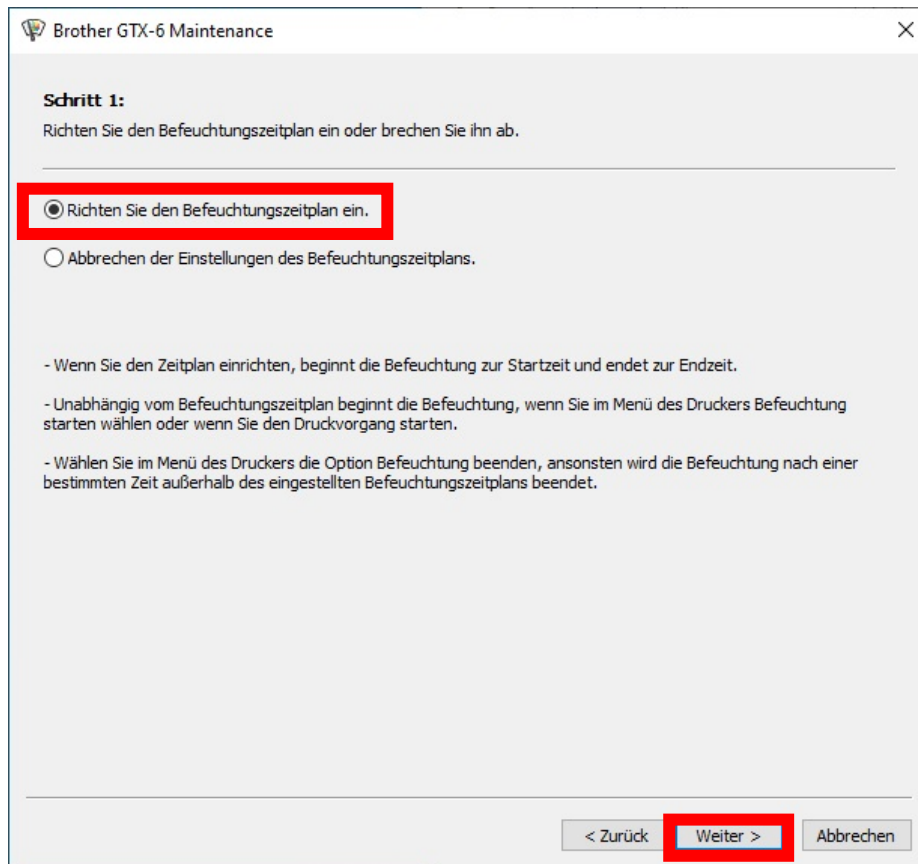 Brother GTX-6 Maintenance
Schritt 1:
Richten Sie den Befeuchtungszeitplan ein oder brechen Sie ihn ab.
Richten Sie den Befeuchtungszeitplan ein.
Abbrechen der Einstellungen des Befeuchtungszeitplans.
- Wenn Sie den Zeitplan einrichten, beginnt die Befeuchtung zur Startzeit und endet zur Endzeit.
- Unabhängig vom Befeuchtungszeitplan beginnt die Befeuchtung, wenn Sie im Menü des Druckers Befeuchtung
starten wählen oder wenn Sie den Druckvorgang starten.
- Wählen Sie im Menü des Druckers die Option Befeuchtung beenden, ansonsten wird die Befeuchtung nach einer
bestimmten Zeit außerhalb des eingestellten Befeuchtungszeitplans beendet.
< Zurück Weiter > Abbrechen